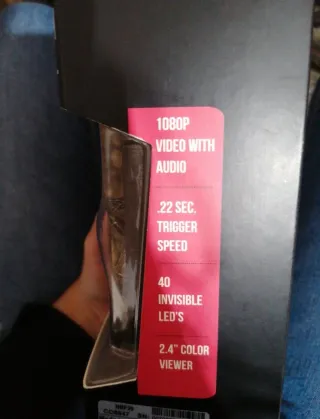 1080P
VIDEO WITH
AUDIO
.22 SEC.
TRIGGER
SPEED
40
INVISIBLE
LED'S
2.4" COLOR
VIEWER